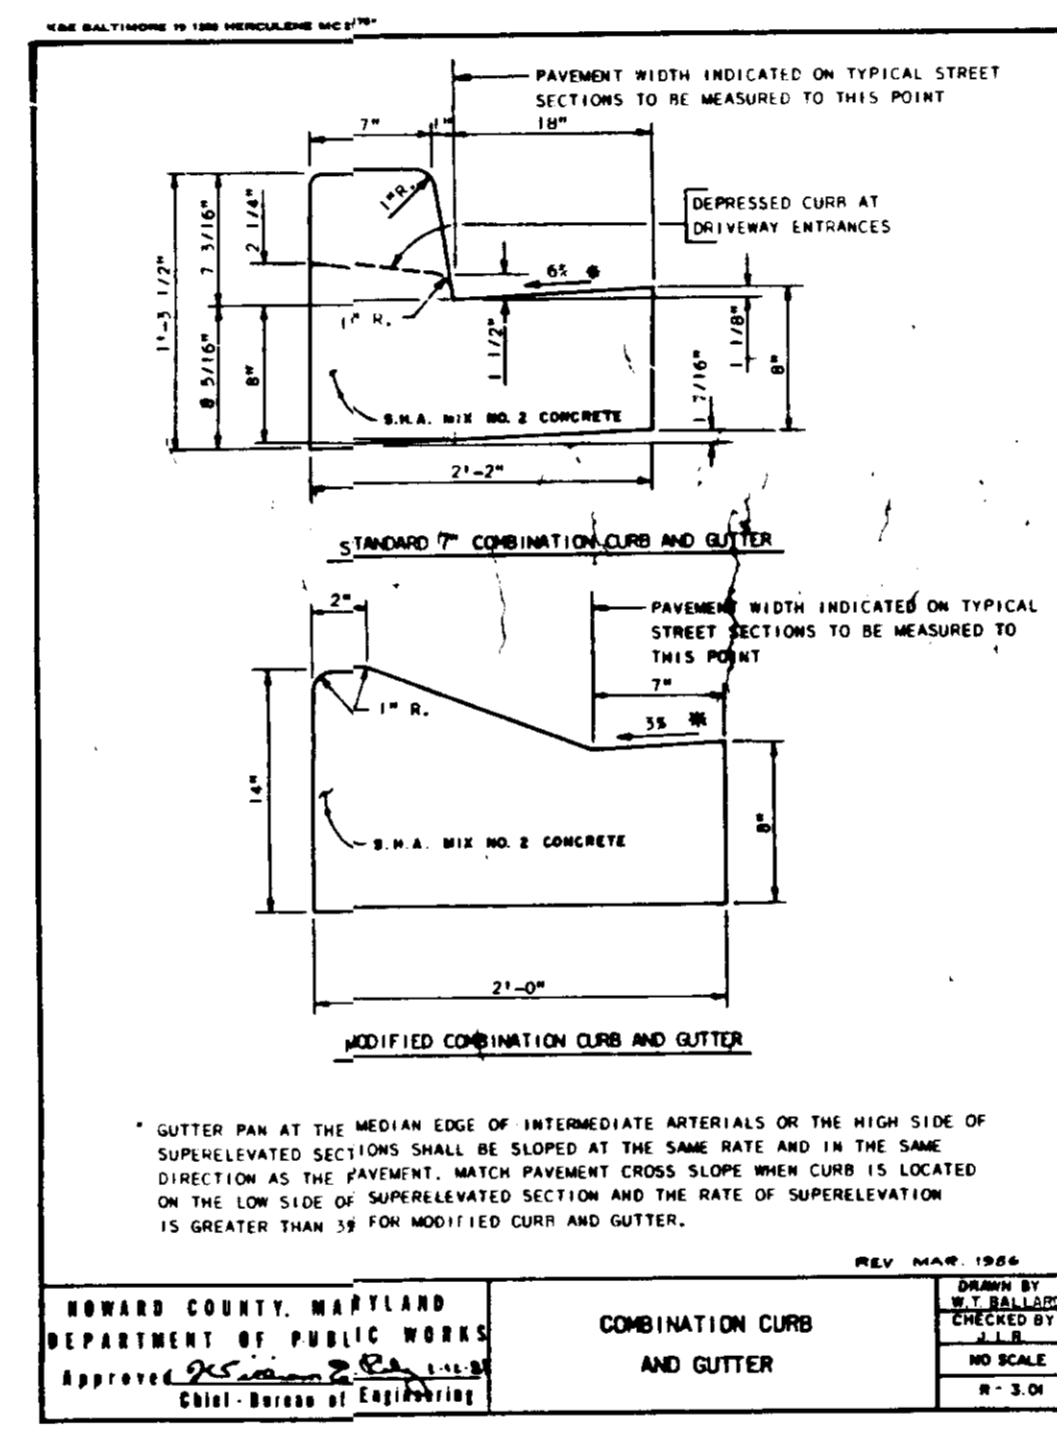 K&E BALTIMORE 19 1288 HERCULENE MC
PAVEMENT WIDTH INDICATED ON TYPICAL STREET
SECTIONS TO BE MEASURED TO THIS POINT
7"
1"
18"
1" R.
DEPRESSED CURB AT
DRIVEWAY ENTRANCES
1'-3 1/2"
7 3/16"
2 1/4"
6% *
1" R.
8 5/16"
8"
1 1/2"
1 7/16"
1 1/8"
8"
S.H.A. MIX NO. 2 CONCRETE
2'-2"
STANDARD 7" COMBINATION CURB AND GUTTER
2"
PAVEMENT WIDTH INDICATED ON TYPICAL
STREET SECTIONS TO BE MEASURED TO
THIS POINT
7"
1" R.
3% *
14"
8"
S.H.A. MIX NO. 2 CONCRETE
2'-0"
MODIFIED COMBINATION CURB AND GUTTER
* GUTTER PAN AT THE MEDIAN EDGE OF INTERMEDIATE ARTERIALS OR THE HIGH SIDE OF
SUPERELEVATED SECTIONS SHALL BE SLOPED AT THE SAME RATE AND IN THE SAME
DIRECTION AS THE PAVEMENT. MATCH PAVEMENT CROSS SLOPE WHEN CURB IS LOCATED
ON THE LOW SIDE OF SUPERELEVATED SECTION AND THE RATE OF SUPERELEVATION
IS GREATER THAN 3% FOR MODIFIED CURB AND GUTTER.
REV MAR. 1986
HOWARD COUNTY, MARYLAND
DEPARTMENT OF PUBLIC WORKS
Approved
Chief - Bureau of Engineering
COMBINATION CURB
AND GUTTER
DRAWN BY
W.T. BALLARD
CHECKED BY
J.L.R.
NO SCALE
R - 3.01